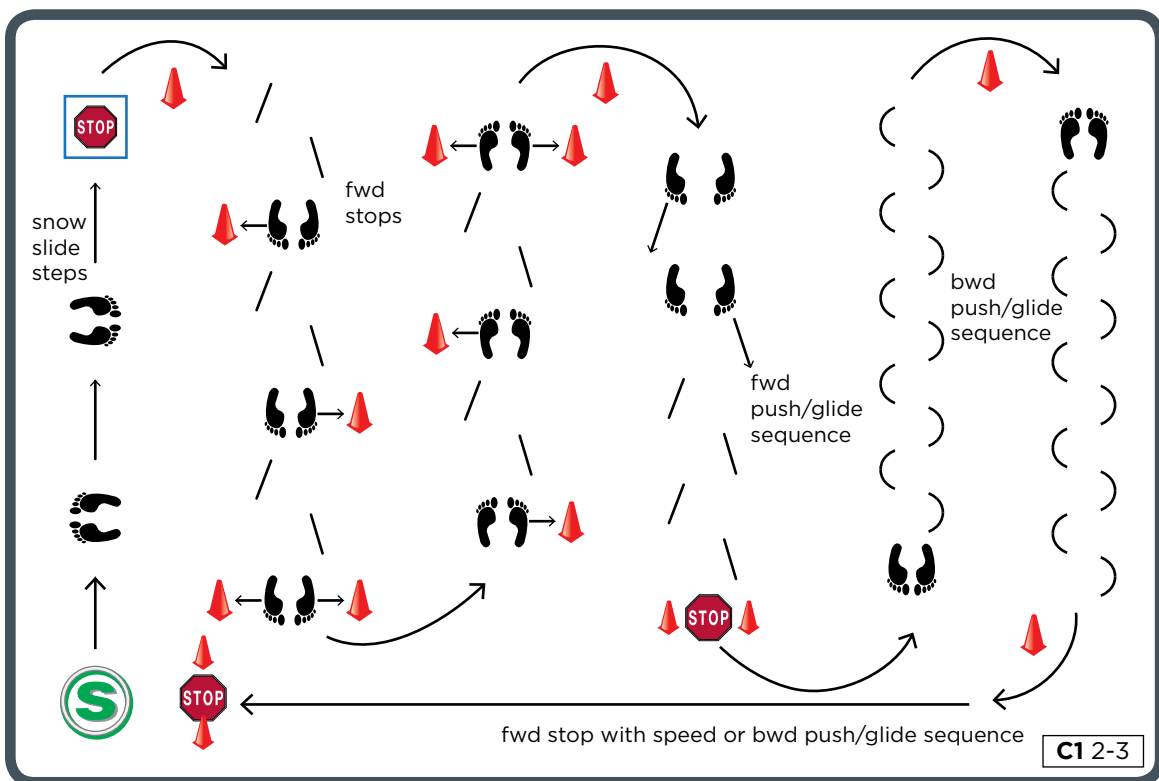 STOP
snow
slide
steps
S
fwd
stops
STOP
fwd
push/glide
sequence
STOP
bwd
push/glide
sequence
fwd stop with speed or bwd push/glide sequence
C1 2-3